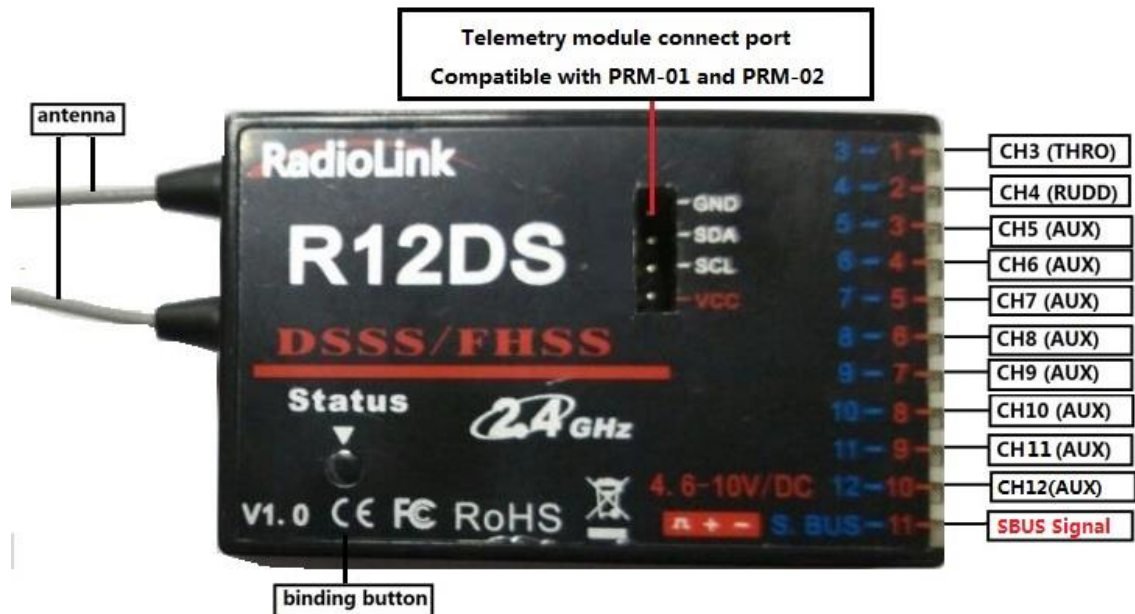 Telemetry module connect port
Compatible with PRM-01 and PRM-02
antenna
RadioLink
R12DS
DSSS/FHSS
Status
2.4GHz
V1.0 CE FC RoHS
binding button
GND
SDA
SCL
VCC
3 - 1 - CH3 (THRO)
4 - 2 - CH4 (RUDD)
5 - 3 - CH5 (AUX)
6 - 4 - CH6 (AUX)
7 - 5 - CH7 (AUX)
8 - 6 - CH8 (AUX)
9 - 7 - CH9 (AUX)
10 - 8 - CH10 (AUX)
11 - 9 - CH11 (AUX)
4.6-10V/DC 12 - 10 - CH12(AUX)
+ - S.BUS - 11 - SBUS Signal